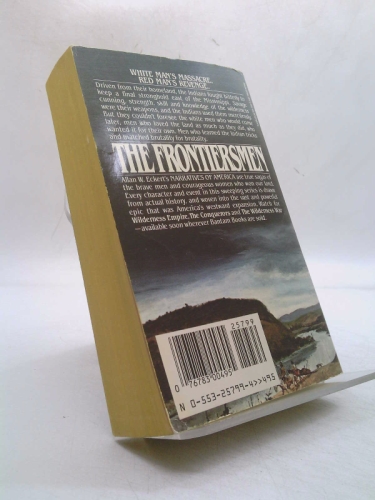 WHITE MAN'S MASSACRE.
RED MAN'S REVENGE.
Driven from their homeland, the Indians fought bitterly to
keep a final stronghold east of the Mississippi. Savage
cunning, strength, skill and knowledge of the wilderness
were their weapons, and the Indians used them mercilessly.
But they couldn't foresee the white men who would come
later, men who loved the land as much as they did, who
wanted it for their own. Men who learned the Indian tricks
and matched brutality for brutality.
THE FRONTIERSMEN
Allan W. Eckert's NARRATIVES OF AMERICA are true sagas of
the brave men and courageous women who won our land.
Every character and event in this sweeping series is drawn
from actual history, and woven into the vast and powerful
epic that was America's westward expansion. Watch for
Wilderness Empire, The Conquerors and The Wilderness War
—available soon wherever Bantam Books are sold.
25799
0 76783 00495
N 0-553-25799-4>>495